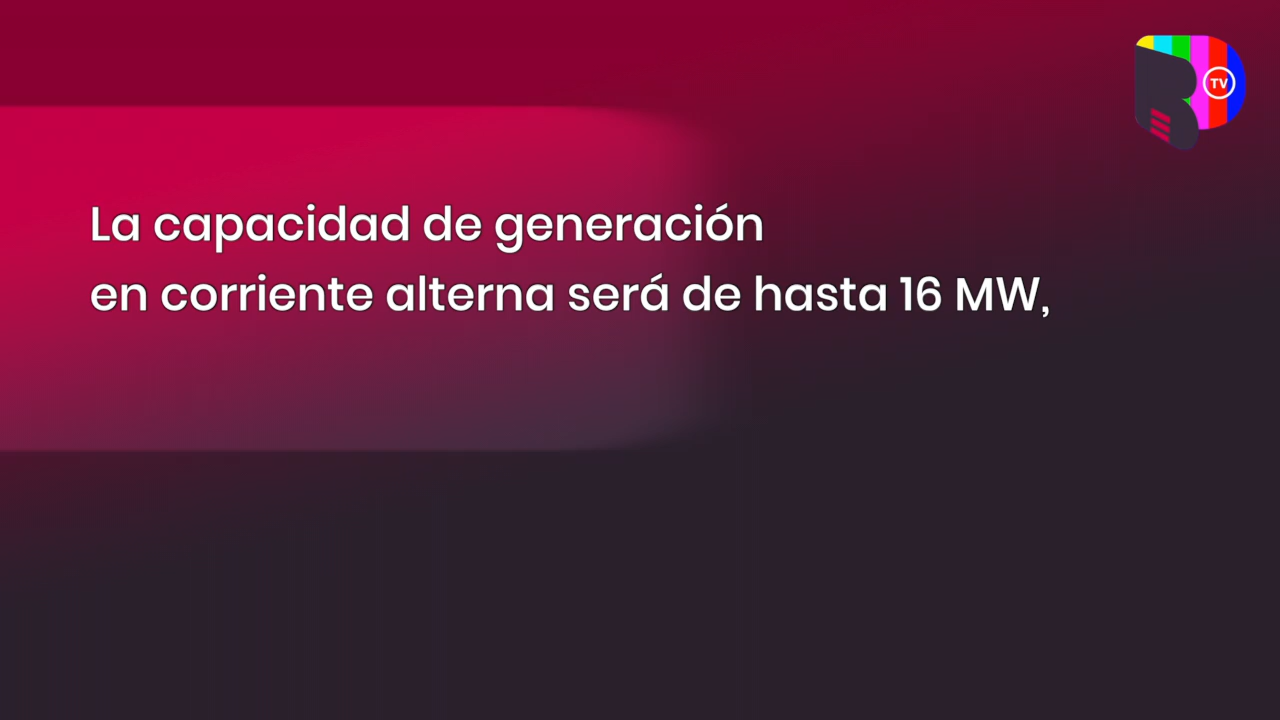 TV
La capacidad de generación
en corriente alterna será de hasta 16 MW,